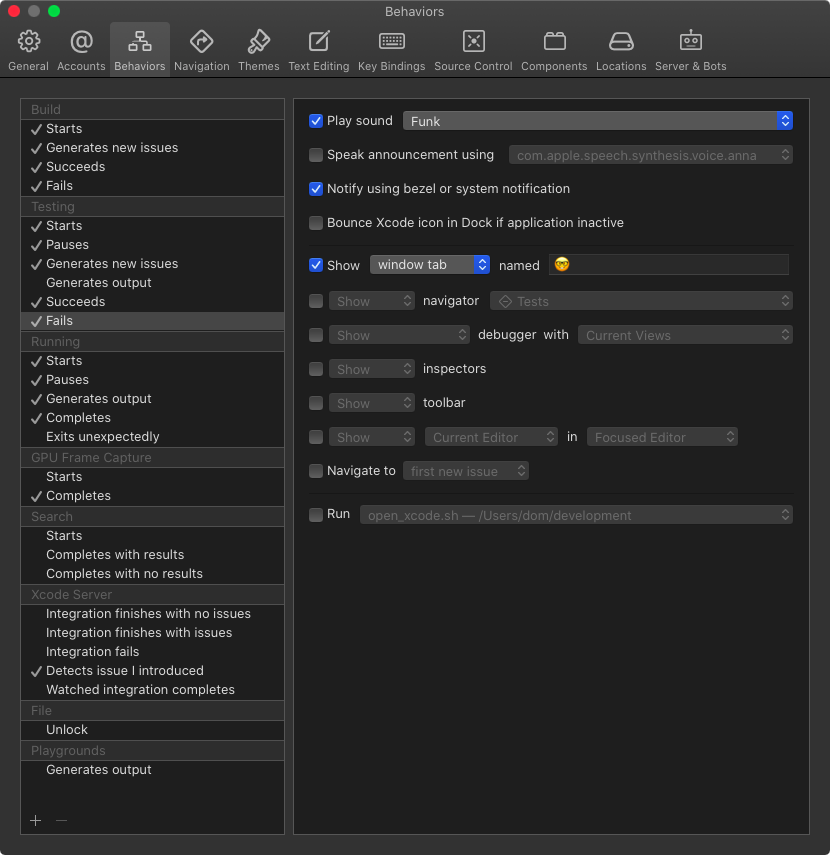 Behaviors
General Accounts Behaviors Navigation Themes Text Editing Key Bindings Source Control Components Locations Server & Bots
Build
Starts
Generates new issues
Succeeds
Fails
Testing
Starts
Pauses
Generates new issues
Generates output
Succeeds
Fails
Running
Starts
Pauses
Generates output
Completes
Exits unexpectedly
GPU Frame Capture
Starts
Completes
Search
Starts
Completes with results
Completes with no results
Xcode Server
Integration finishes with no issues
Integration finishes with issues
Integration fails
Detects issue I introduced
Watched integration completes
File
Unlock
Playgrounds
Generates output
Play sound Funk
Speak announcement using com.apple.speech.synthesis.voice.anna
Notify using bezel or system notification
Bounce Xcode icon in Dock if application inactive
Show window tab named 🤓
Show navigator Tests
Show debugger with Current Views
Show inspectors
Show toolbar
Show Current Editor in Focused Editor
Navigate to first new issue
Run open_xcode.sh — /Users/dom/development